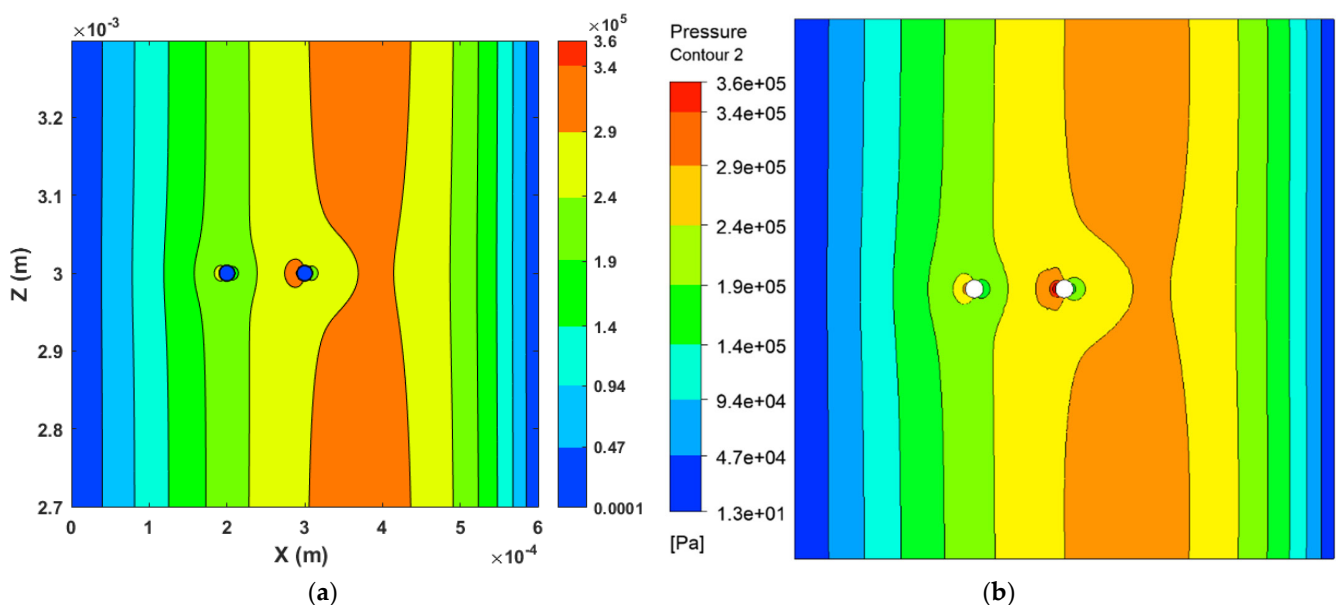 ×10⁻³
×10⁵
3.2
3.1
3
2.9
2.8
2.7
Z (m)
0 1 2 3 4 5 6
X (m)
×10⁻⁴
3.6
3.4
2.9
2.4
1.9
1.4
0.94
0.47
0.0001
(a)
Pressure
Contour 2
3.6e+05
3.4e+05
2.9e+05
2.4e+05
1.9e+05
1.4e+05
9.4e+04
4.7e+04
1.3e+01
[Pa]
(b)